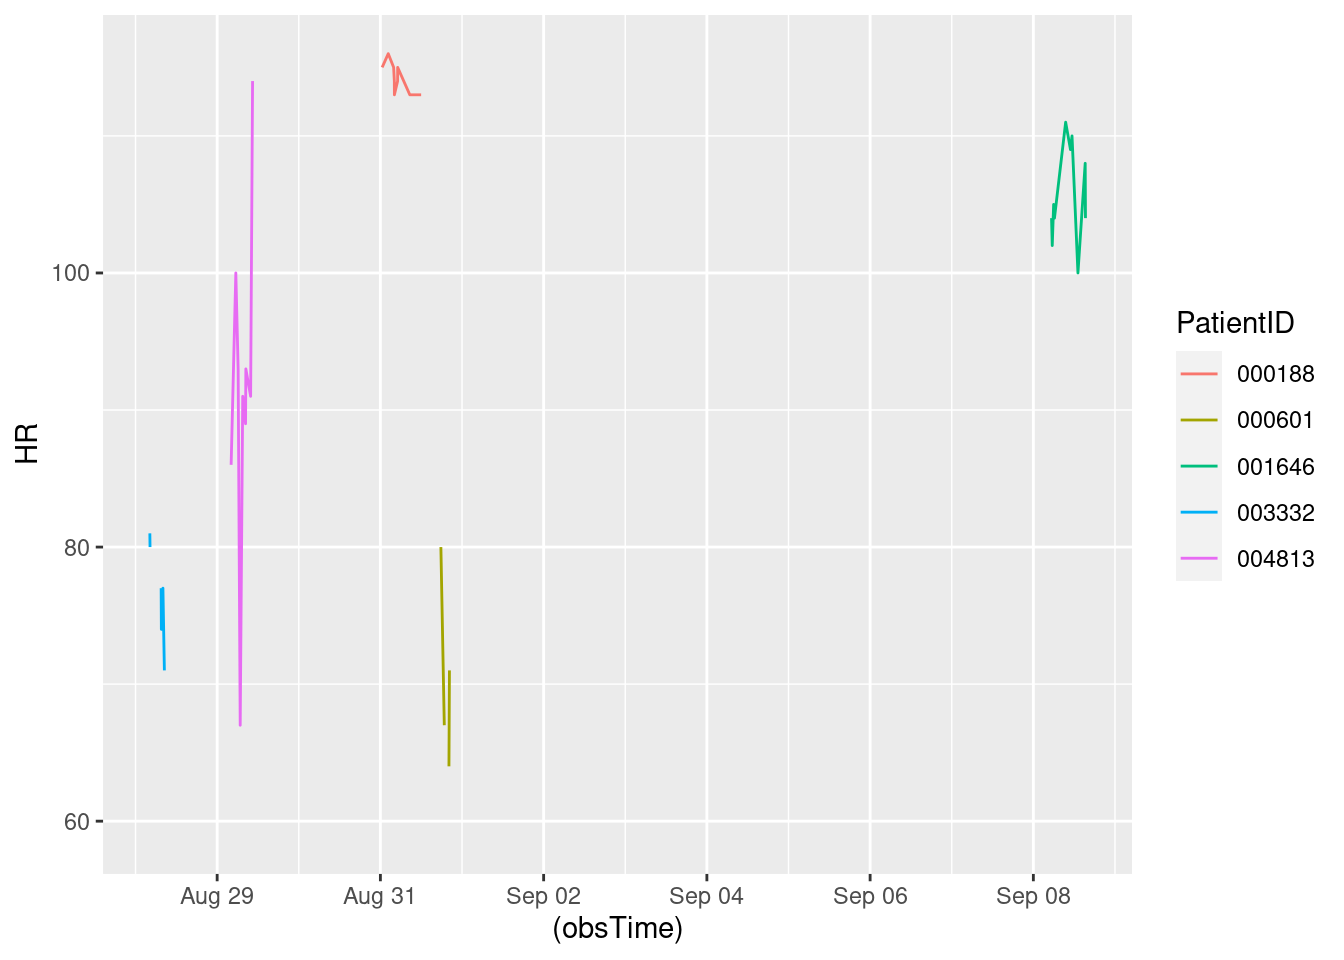 HR
100
80
60
Aug 29
Aug 31
Sep 02
Sep 04
Sep 06
Sep 08
(obsTime)
PatientID
000188
000601
001646
003332
004813